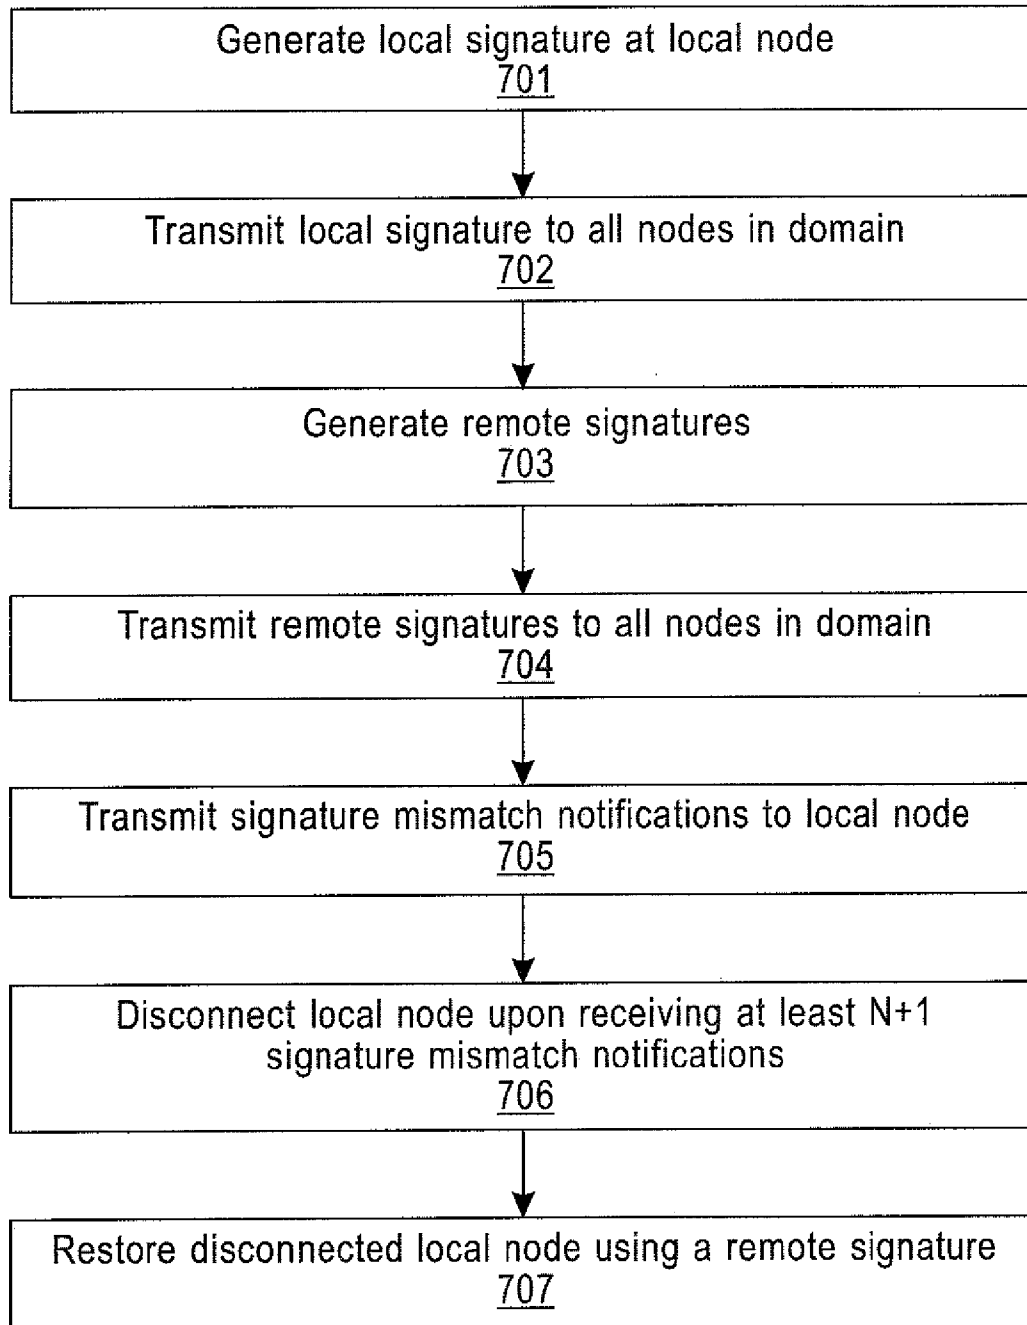 Generate local signature at local node
701
Transmit local signature to all nodes in domain
702
Generate remote signatures
703
Transmit remote signatures to all nodes in domain
704
Transmit signature mismatch notifications to local node
705
Disconnect local node upon receiving at least N+1
signature mismatch notifications
706
Restore disconnected local node using a remote signature
707